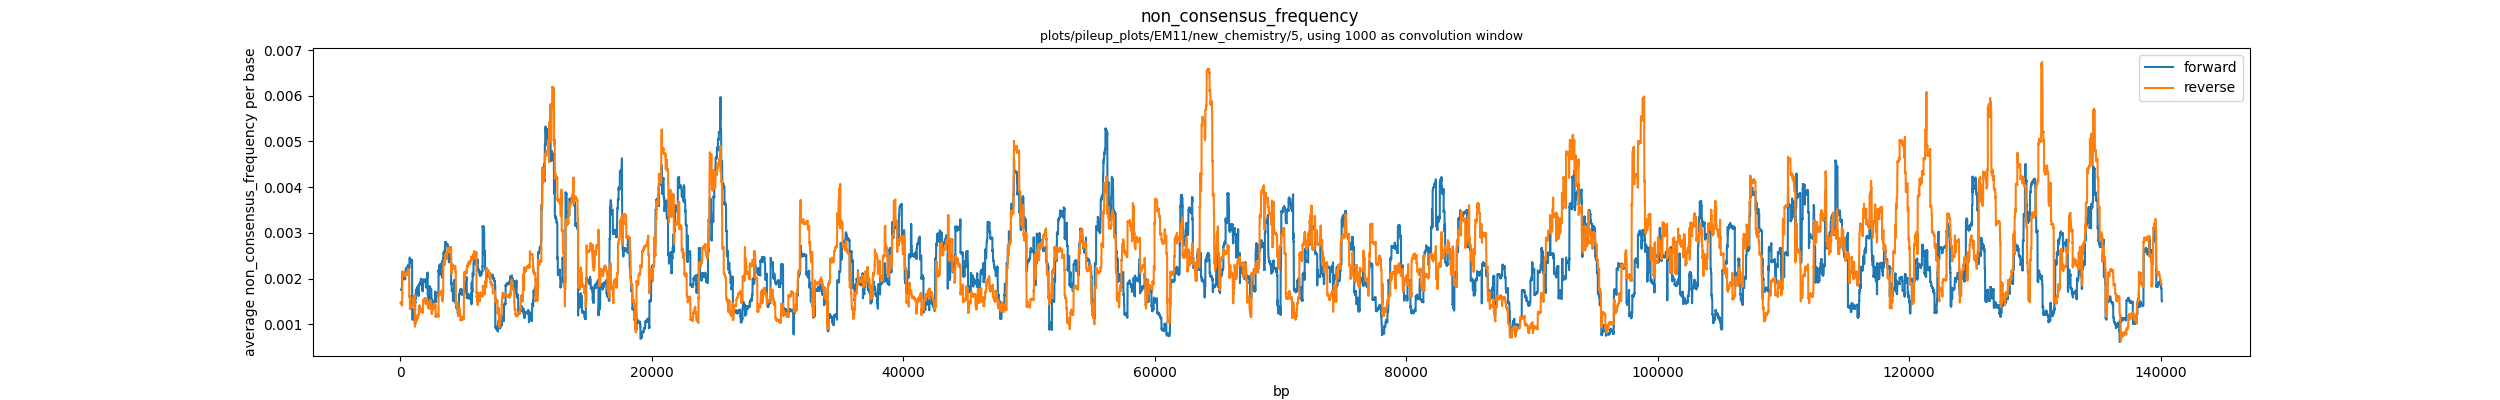 non_consensus_frequency
plots/pileup_plots/EM11/new_chemistry/5, using 1000 as convolution window
average non_consensus_frequency per base
0.007
0.006
0.005
0.004
0.003
0.002
0.001
forward
reverse
0 20000 40000 60000 80000 100000 120000 140000
bp